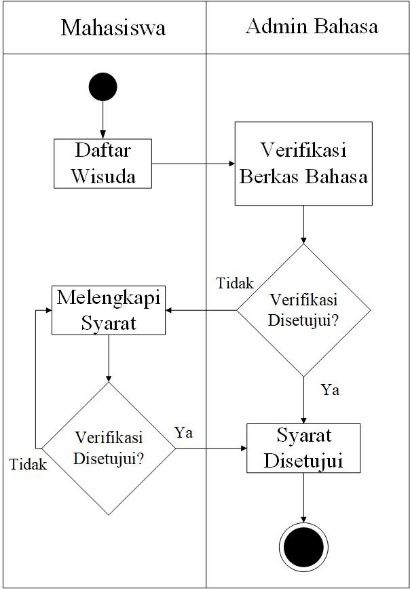 Mahasiswa
Admin Bahasa
Daftar
Wisuda
Verifikasi
Berkas Bahasa
Tidak
Verifikasi
Disetujui?
Melengkapi
Syarat
Ya
Verifikasi
Disetujui?
Ya
Tidak
Syarat
Disetujui